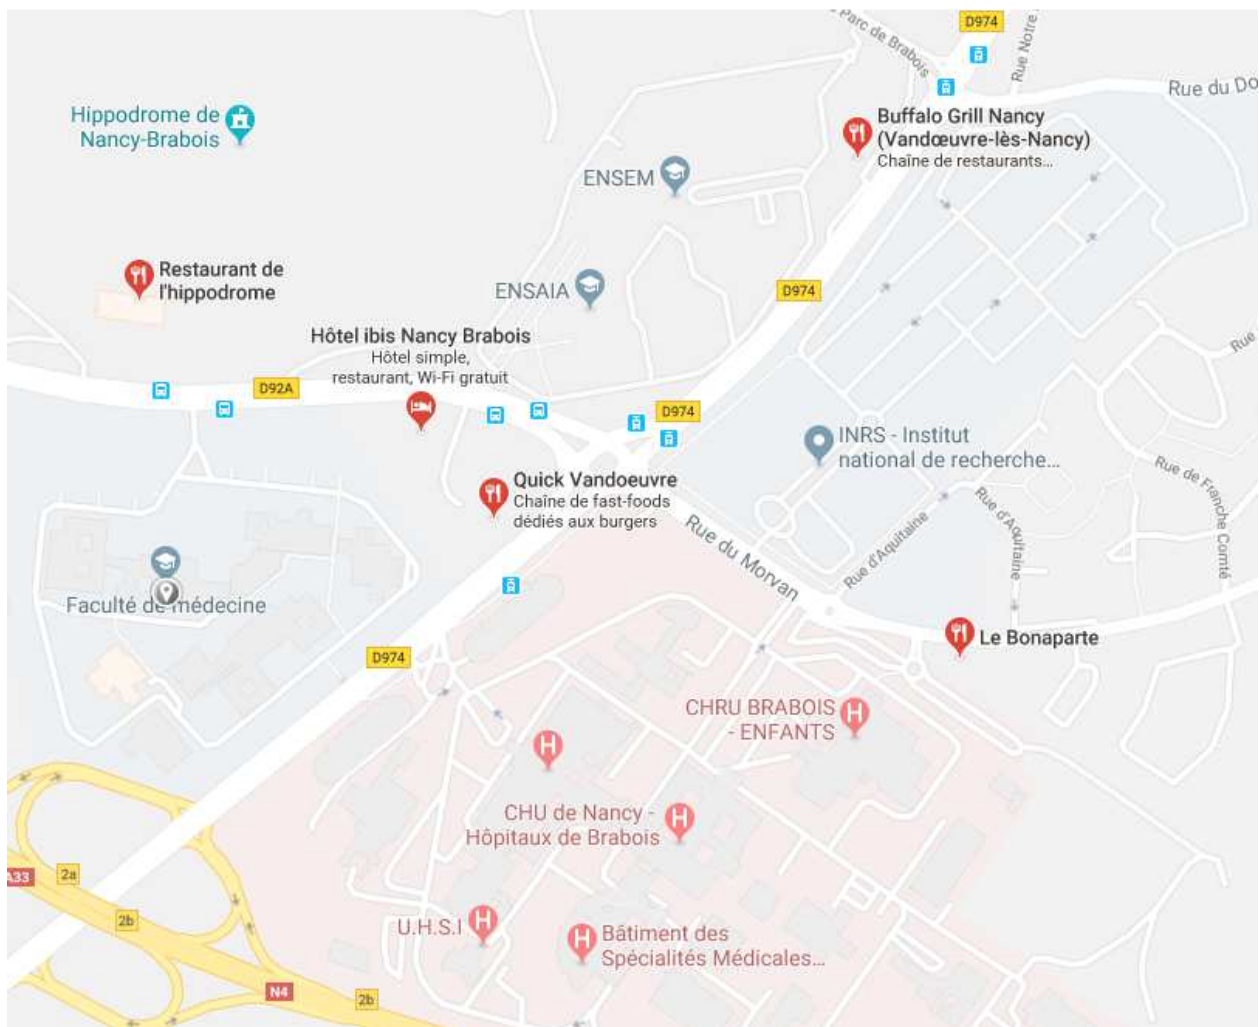 D974
Parc de Brabois
Rue Notre
Rue du Do
Hippodrome de
Nancy-Brabois
Buffalo Grill Nancy
(Vandœuvre-lès-Nancy)
Chaîne de restaurants...
ENSEM
Restaurant de
l'hippodrome
ENSAIA
D974
Hôtel ibis Nancy Brabois
Hôtel simple,
restaurant, Wi-Fi gratuit
Rue
D92A
D974
INRS - Institut
national de recherche...
Quick Vandoeuvre
Chaîne de fast-foods
dédiés aux burgers
Rue de Franche Comté
Rue d'Aquitaine
Rue d'Aquitaine
Rue du Morvan
Faculté de médecine
Le Bonaparte
D974
CHRU BRABOIS
- ENFANTS
H
H
CHU de Nancy -
Hôpitaux de Brabois
H
A33
2a
2b
U.H.S.I
H
H
Bâtiment des
Spécialités Médicales...
N4
2b